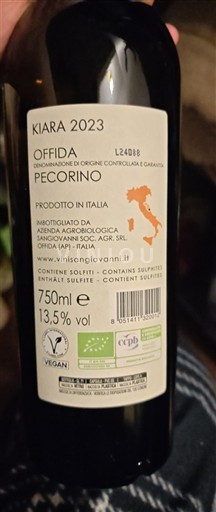 KIARA 2023
OFFIDA L24088
DENOMINAZIONE DI ORIGINE CONTROLLATA E GARANTITA
PECORINO
PRODOTTO IN ITALIA
IMBOTTIGLIATO DA
AZIENDA AGROBIOLOGICA
SANGIOVANNI SOC. AGR. SRL
OFFIDA (AP) - ITALIA
www.vinisangiovanni.it
CONTIENE SOLFITI - CONTAINS SULPHITES
ENTHÄLT SULFITE - CONTIENT SULFITES
750ml e
13,5% vol
VEGAN
ccpb